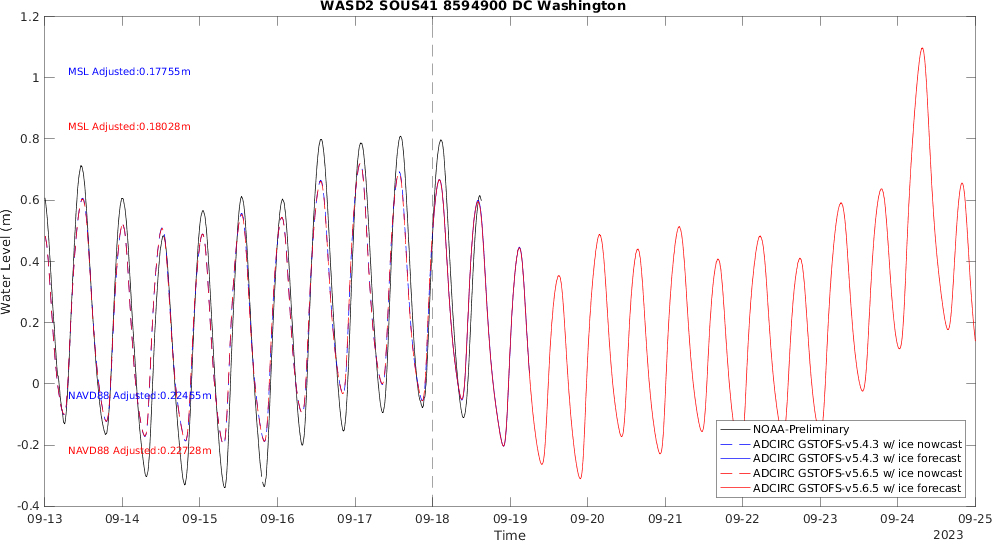 WASD2 SOUS41 8594900 DC Washington
1.2
1
0.8
0.6
0.4
0.2
0
-0.2
-0.4
Water Level (m)
MSL Adjusted:0.17755m
MSL Adjusted:0.18028m
NAVD88 Adjusted:0.22455m
NAVD88 Adjusted:0.22728m
NOAA-Preliminary
ADCIRC GSTOFS-v5.4.3 w/ ice nowcast
ADCIRC GSTOFS-v5.4.3 w/ ice forecast
ADCIRC GSTOFS-v5.6.5 w/ ice nowcast
ADCIRC GSTOFS-v5.6.5 w/ ice forecast
09-13 09-14 09-15 09-16 09-17 09-18 09-19 09-20 09-21 09-22 09-23 09-24 09-25
Time
2023